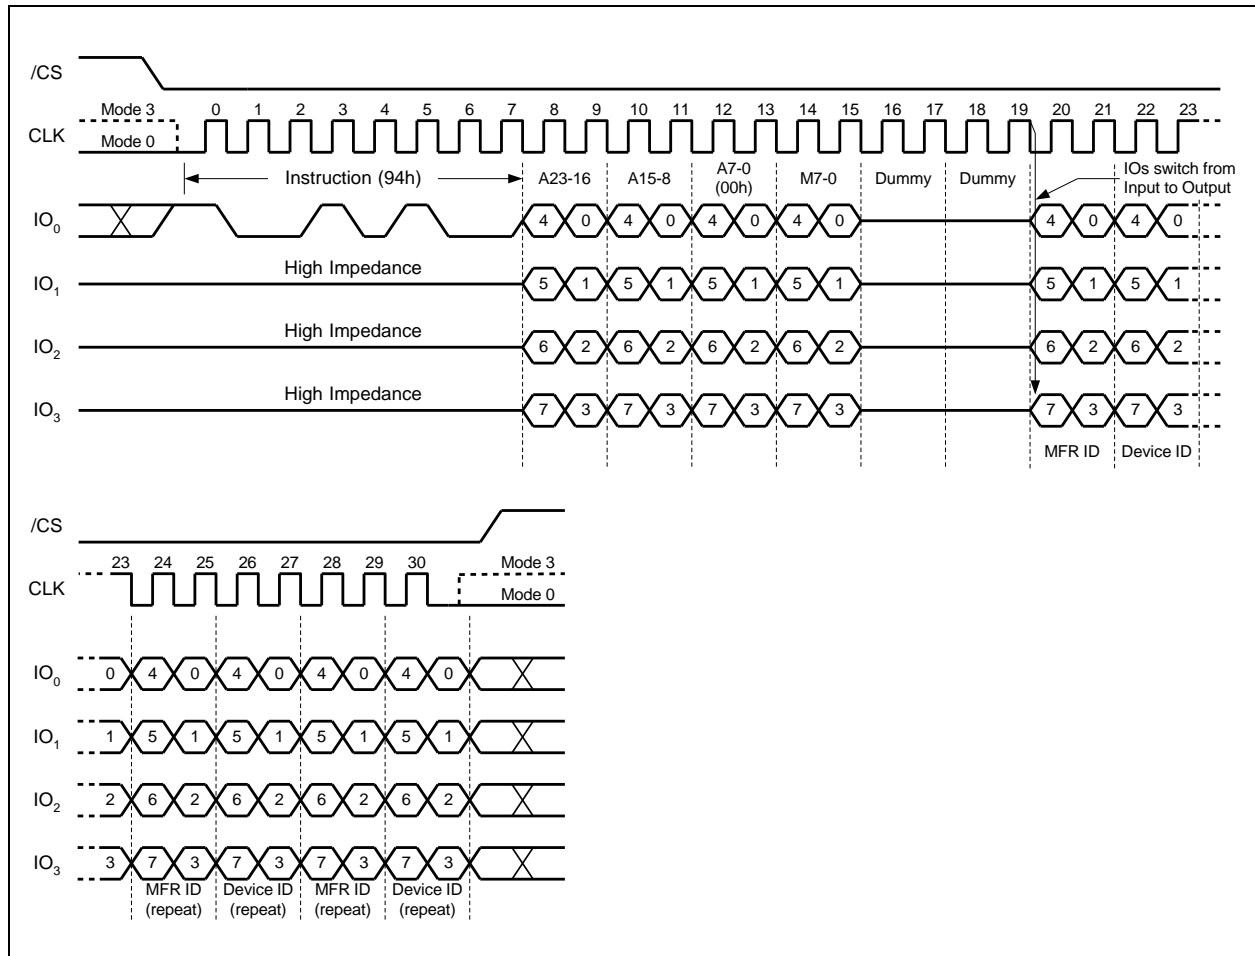 /CS
Mode 3 0 1 2 3 4 5 6 7 8 9 10 11 12 13 14 15 16 17 18 19 20 21 22 23
CLK Mode 0
Instruction (94h) A23-16 A15-8 A7-0 (00h) M7-0 Dummy Dummy IOs switch from Input to Output
IO0 4 0 4 0 4 0 4 0 4 0 4 0
High Impedance
IO1 5 1 5 1 5 1 5 1 5 1 5 1
High Impedance
IO2 6 2 6 2 6 2 6 2 6 2 6 2
High Impedance
IO3 7 3 7 3 7 3 7 3 7 3 7 3
MFR ID Device ID
/CS
23 24 25 26 27 28 29 30 Mode 3
CLK Mode 0
IO0 0 4 0 4 0 4 0 4 0
IO1 1 5 1 5 1 5 1 5 1
IO2 2 6 2 6 2 6 2 6 2
IO3 3 7 3 7 3 7 3 7 3
MFR ID (repeat) Device ID (repeat) MFR ID (repeat) Device ID (repeat)